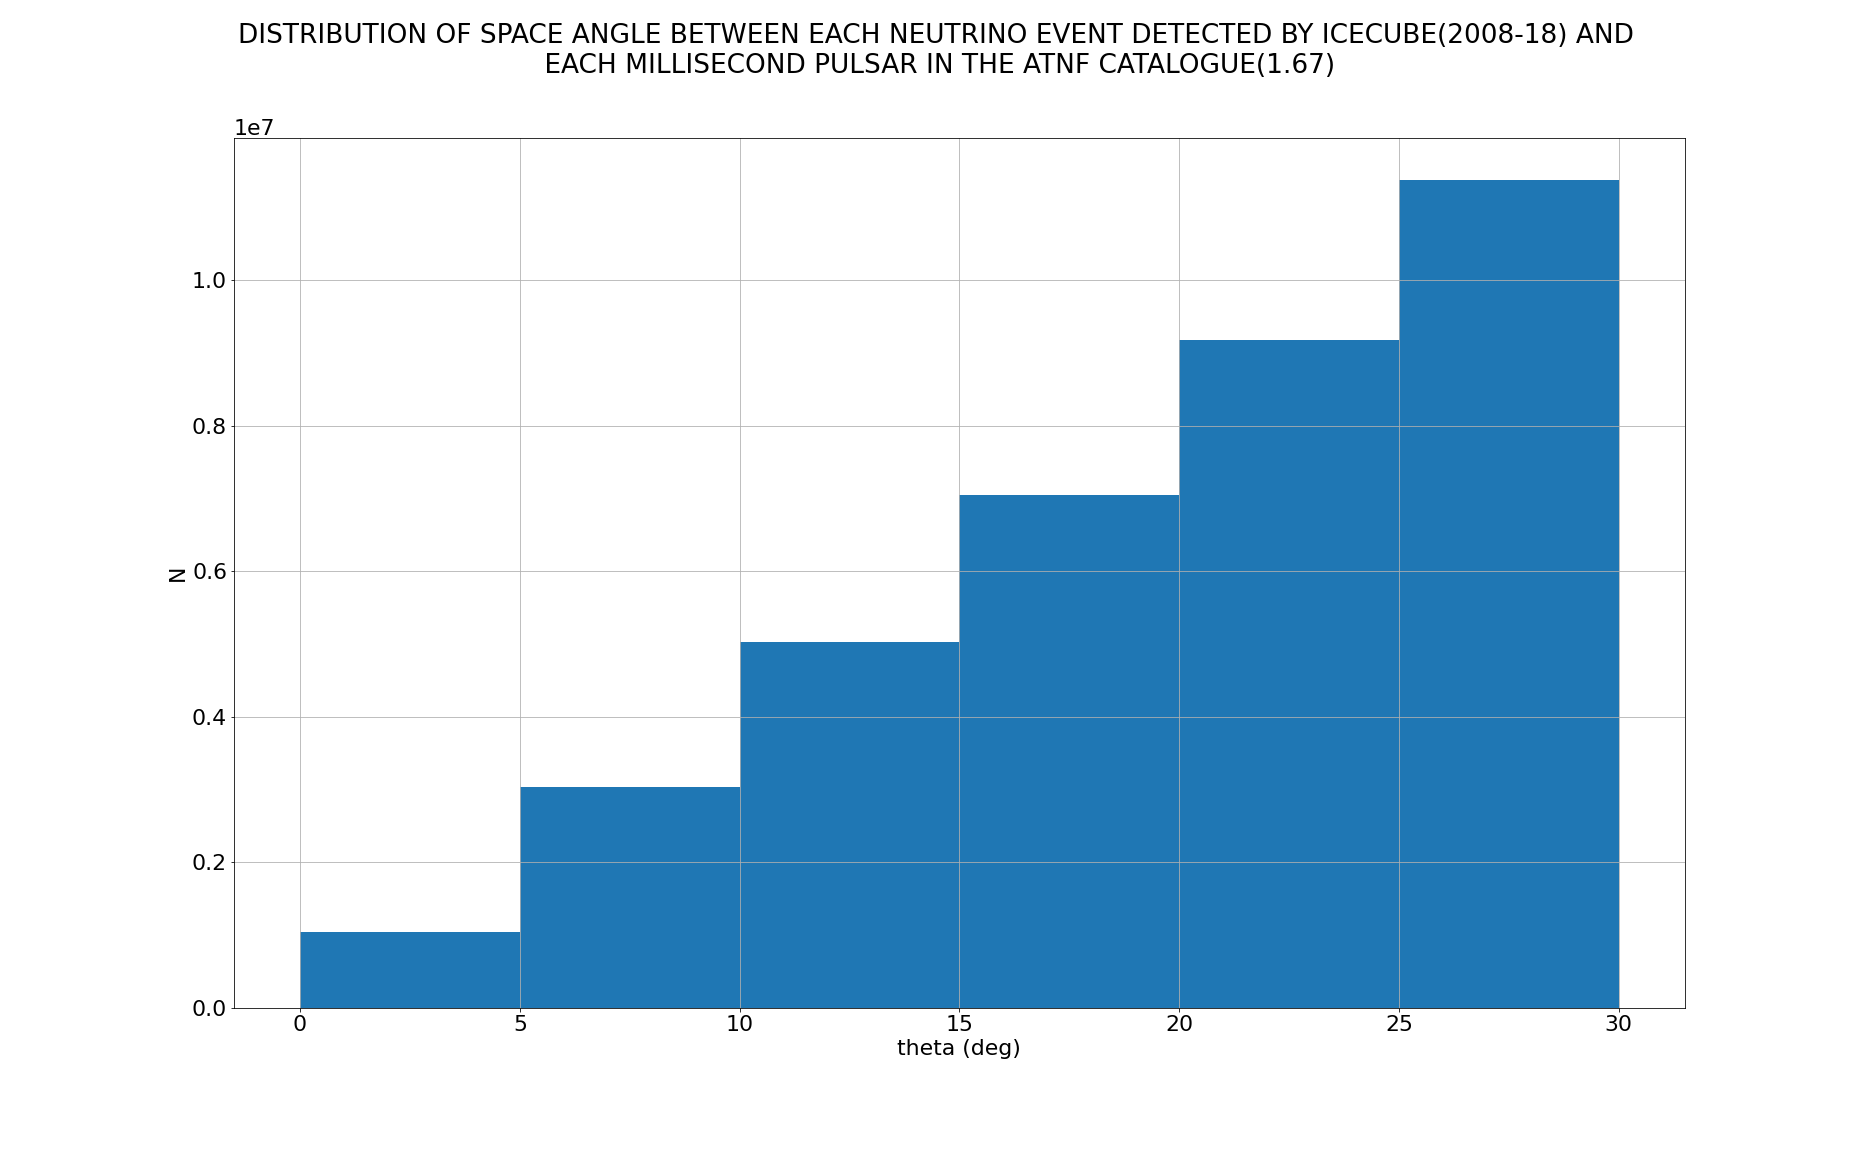 DISTRIBUTION OF SPACE ANGLE BETWEEN EACH NEUTRINO EVENT DETECTED BY ICECUBE(2008-18) AND
EACH MILLISECOND PULSAR IN THE ATNF CATALOGUE(1.67)
1e7
1.0
0.8
0.6
0.4
0.2
0.0
N
0 5 10 15 20 25 30
theta (deg)